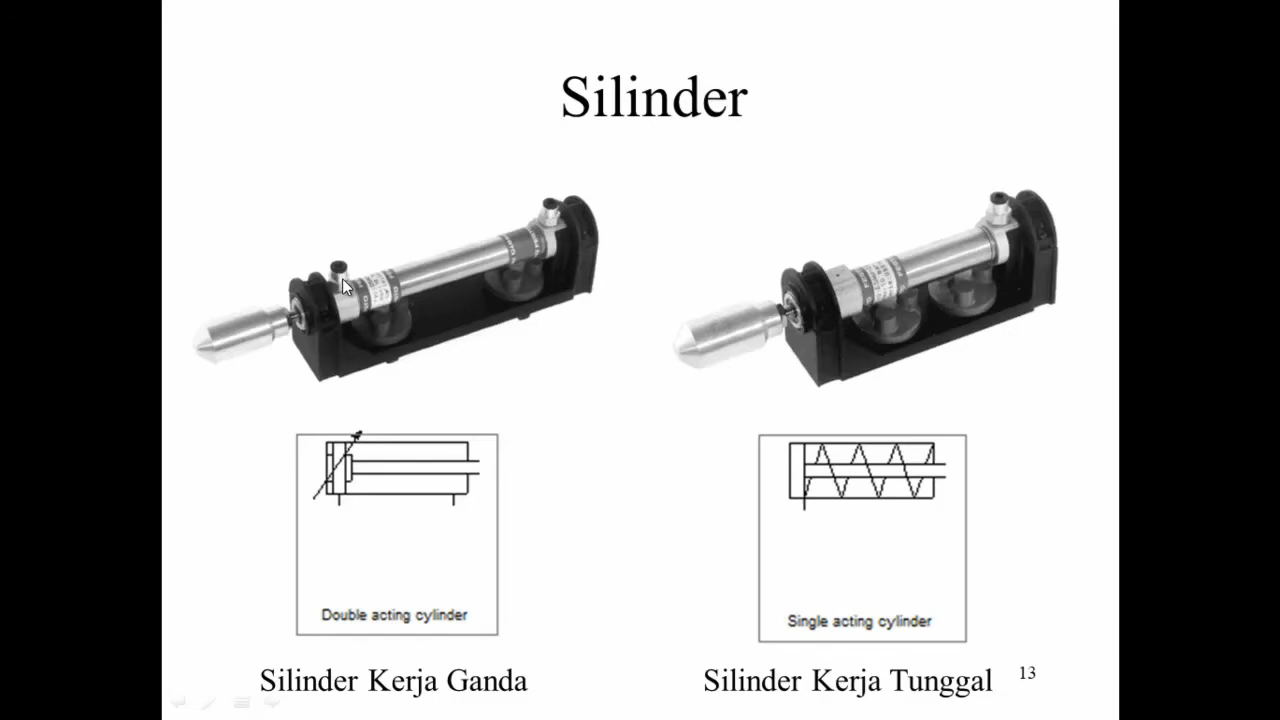 Silinder
Double acting cylinder
Single acting cylinder
Silinder Kerja Ganda
Silinder Kerja Tunggal
13